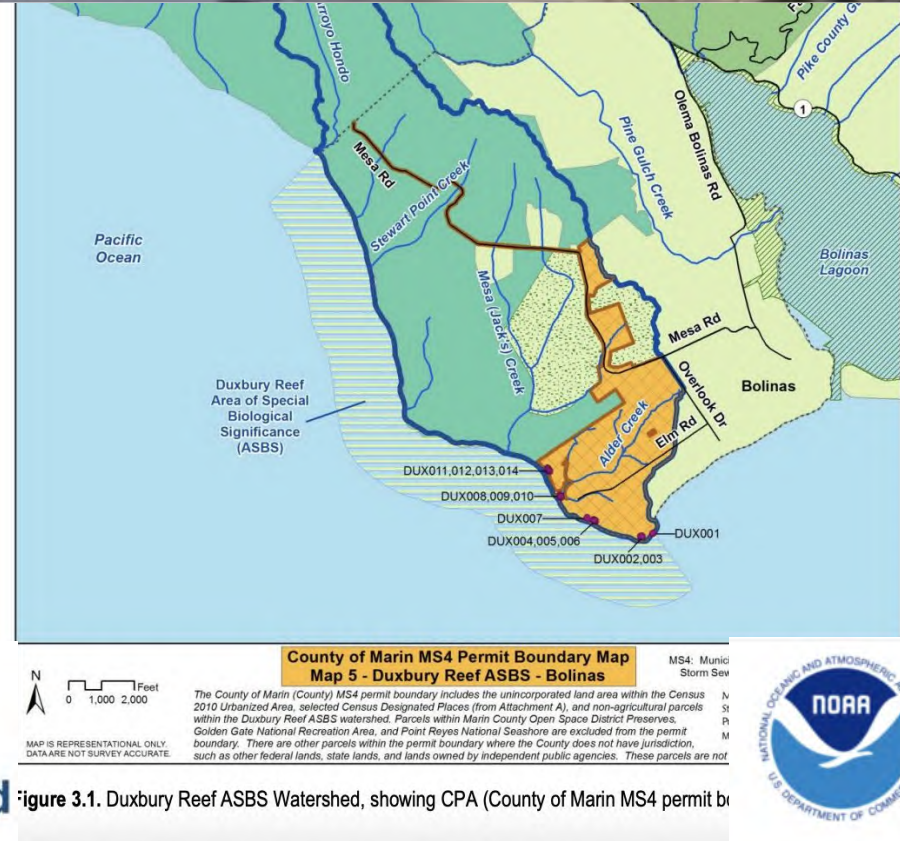 Arroyo Hondo
Pike County
Olema Bolinas Rd
1
Pine Gulch Creek
Mesa Rd
Stewart Point Creek
Pacific
Ocean
Bolinas
Lagoon
Mesa (Jack's) Creek
Mesa Rd
Duxbury Reef
Area of Special
Biological
Significance
(ASBS)
Overlook Dr
Bolinas
Alder Creek
Elm Rd
DUX011,012,013,014
DUX008,009,010
DUX007
DUX004,005,006
DUX001
DUX002,003
County of Marin MS4 Permit Boundary Map
Map 5 - Duxbury Reef ASBS - Bolinas
N
Feet
0 1,000 2,000
MAP IS REPRESENTATIONAL ONLY.
DATA ARE NOT SURVEY ACCURATE.
The County of Marin (County) MS4 permit boundary includes the unincorporated land area within the Census
2010 Urbanized Area, selected Census Designated Places (from Attachment A), and non-agricultural parcels
within the Duxbury Reef ASBS watershed. Parcels within Marin County Open Space District Preserves,
Golden Gate National Recreation Area, and Point Reyes National Seashore are excluded from the permit
boundary. There are other parcels within the permit boundary where the County does not have jurisdiction,
such as other federal lands, state lands, and lands owned by independent public agencies. These parcels are not
MS4: Munici
Storm Sew
NATIONAL OCEANIC AND ATMOSPHERIC
NOAA
U.S. DEPARTMENT OF COMME
Figure 3.1. Duxbury Reef ASBS Watershed, showing CPA (County of Marin MS4 permit bo